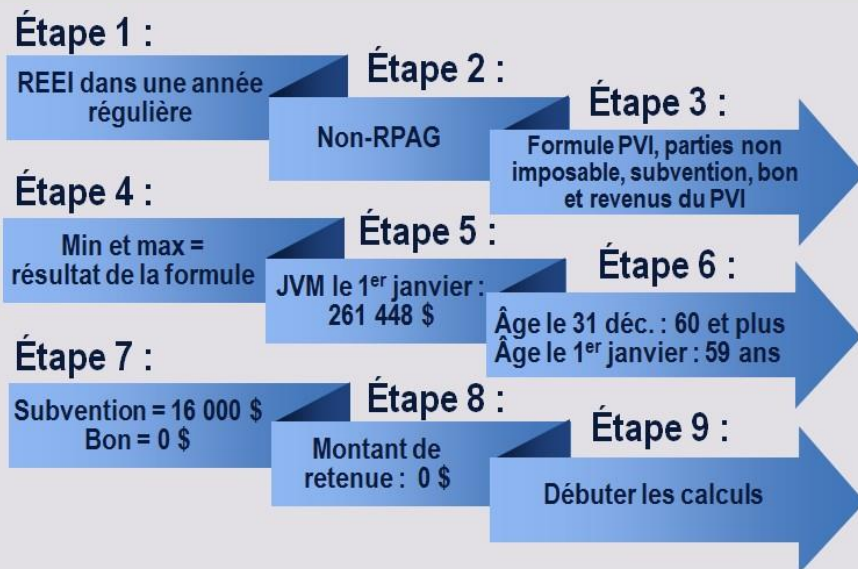 Étape 1 :
REEI dans une année
régulière
Étape 2 :
Non-RPAG
Étape 3 :
Formule PVI, parties non
imposable, subvention, bon
et revenus du PVI
Étape 4 :
Min et max =
résultat de la formule
Étape 5 :
JVM le 1er janvier :
261 448 $
Étape 6 :
Âge le 31 déc. : 60 et plus
Âge le 1er janvier : 59 ans
Étape 7 :
Subvention = 16 000 $
Bon = 0 $
Étape 8 :
Montant de
retenue : 0 $
Étape 9 :
Débuter les calculs